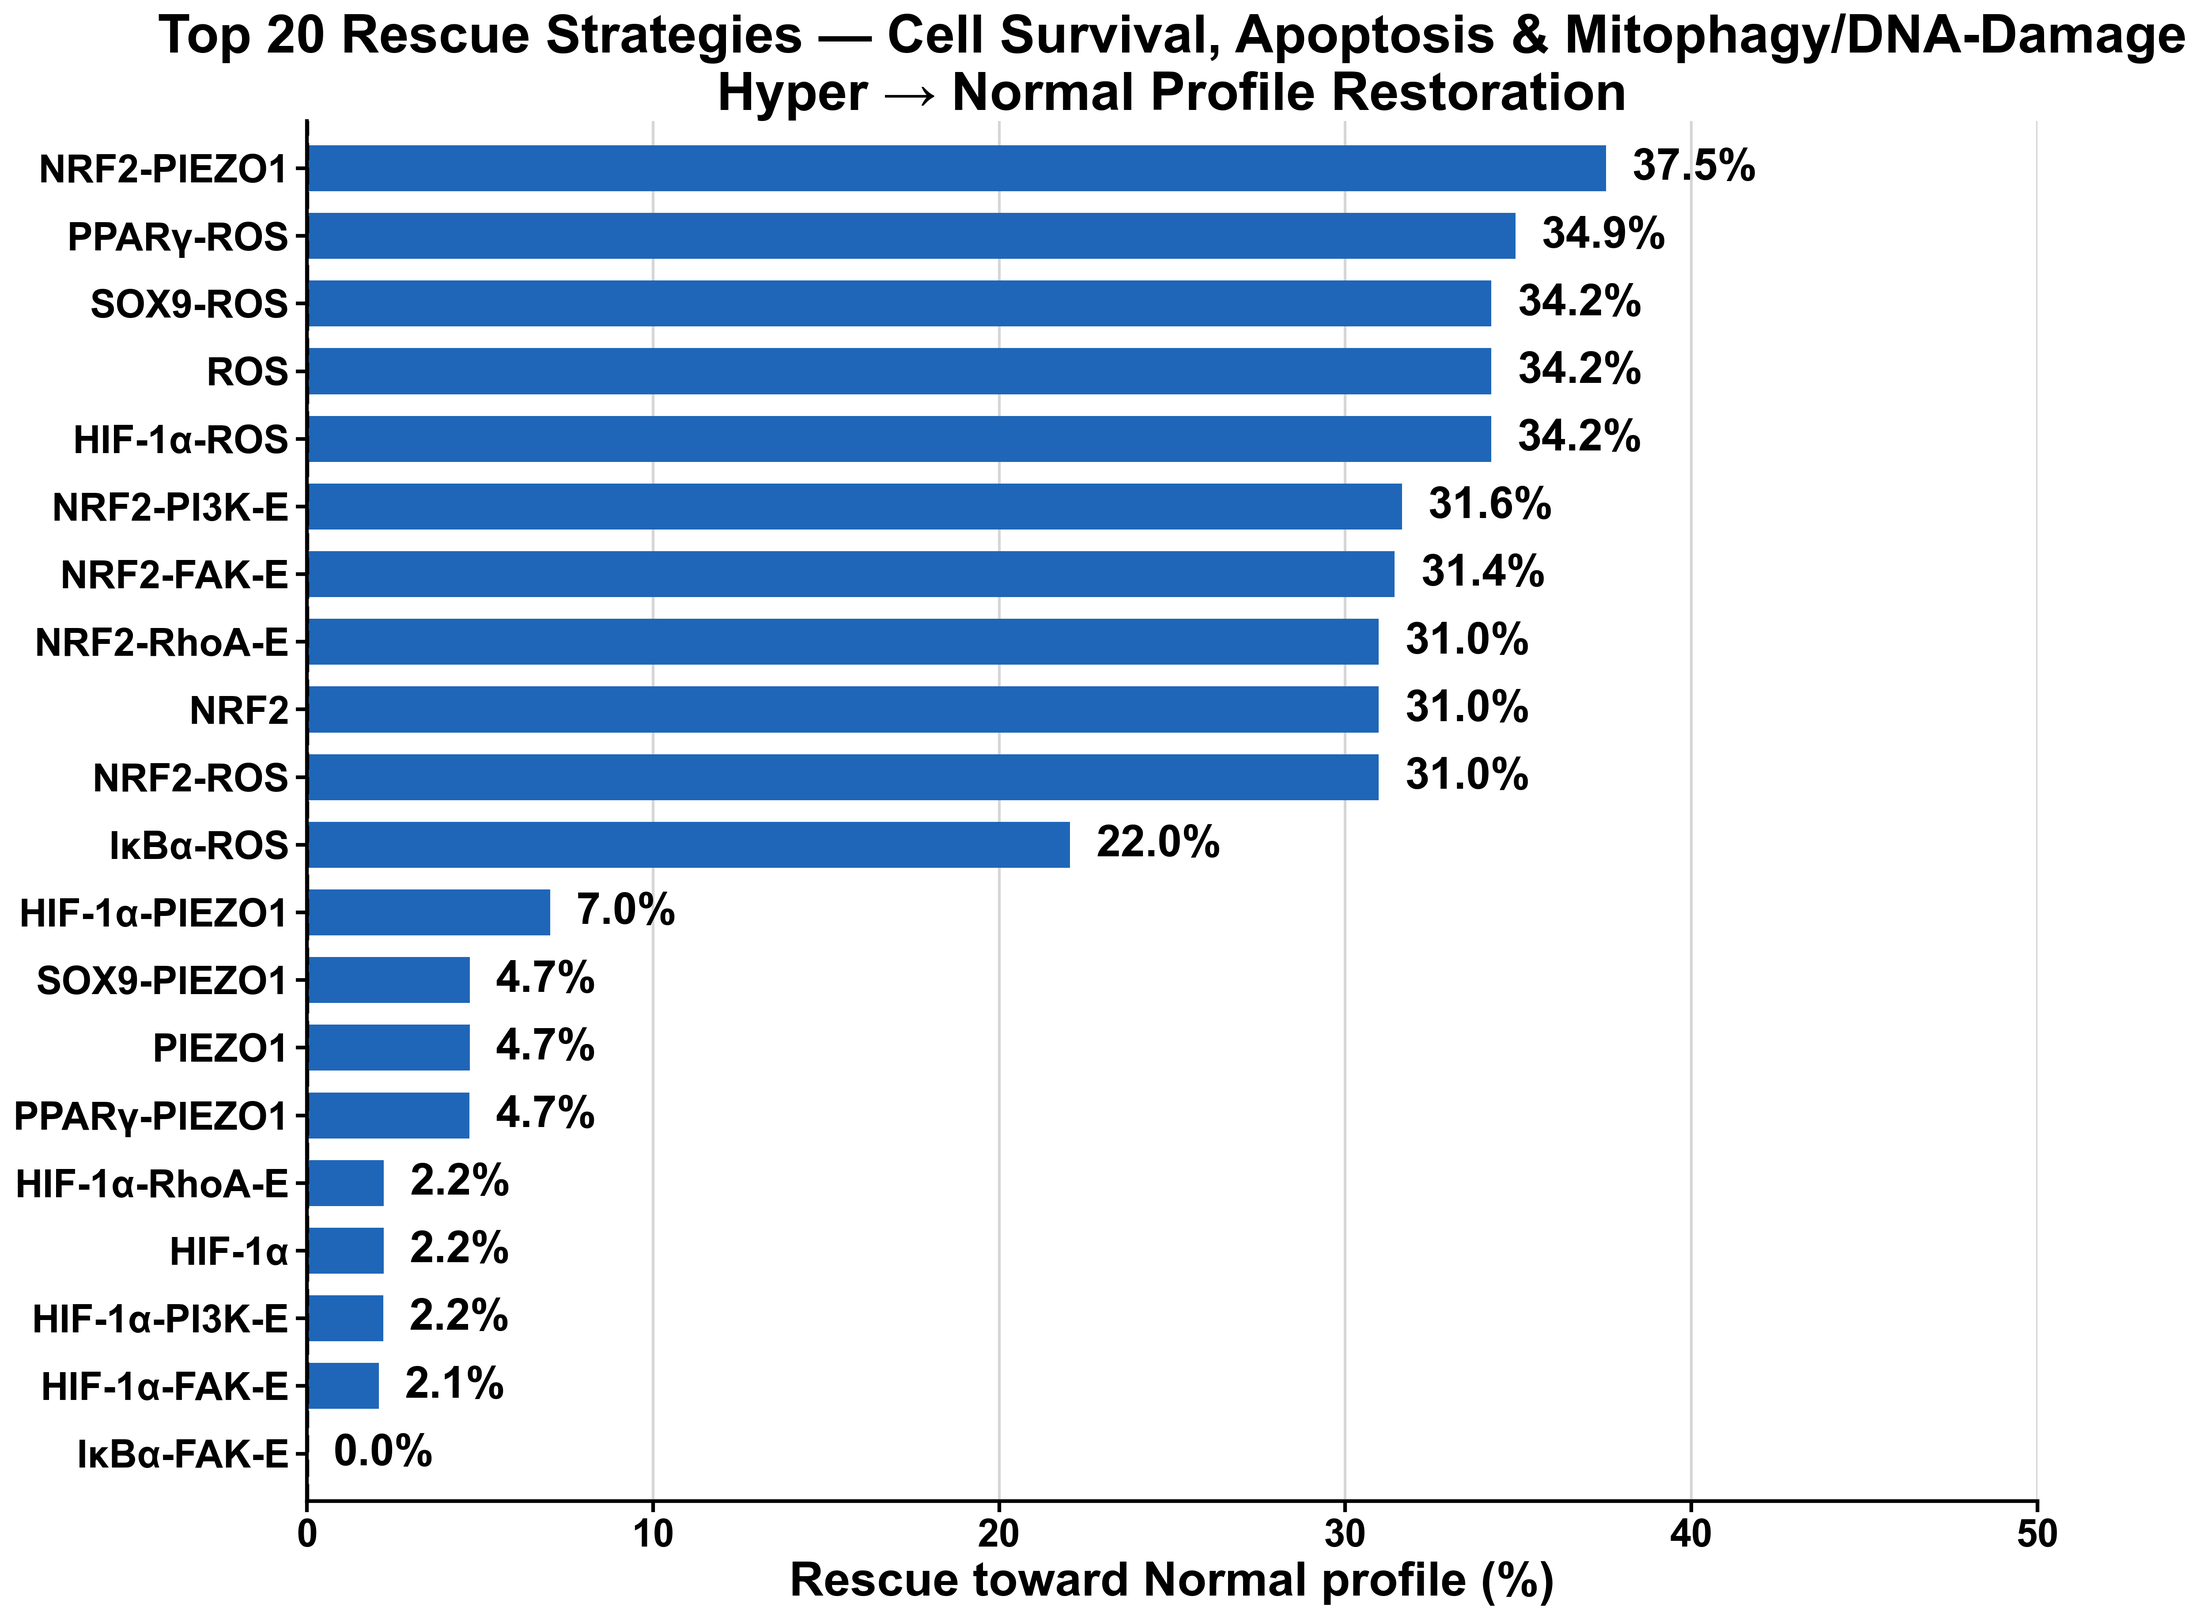 Top 20 Rescue Strategies — Cell Survival, Apoptosis & Mitophagy/DNA-Damage
Hyper → Normal Profile Restoration
NRF2-PIEZO1 37.5%
PPARγ-ROS 34.9%
SOX9-ROS 34.2%
ROS 34.2%
HIF-1α-ROS 34.2%
NRF2-PI3K-E 31.6%
NRF2-FAK-E 31.4%
NRF2-RhoA-E 31.0%
NRF2 31.0%
NRF2-ROS 31.0%
IκBα-ROS 22.0%
HIF-1α-PIEZO1 7.0%
SOX9-PIEZO1 4.7%
PIEZO1 4.7%
PPARγ-PIEZO1 4.7%
HIF-1α-RhoA-E 2.2%
HIF-1α 2.2%
HIF-1α-PI3K-E 2.2%
HIF-1α-FAK-E 2.1%
IκBα-FAK-E 0.0%
0 10 20 30 40 50
Rescue toward Normal profile (%)